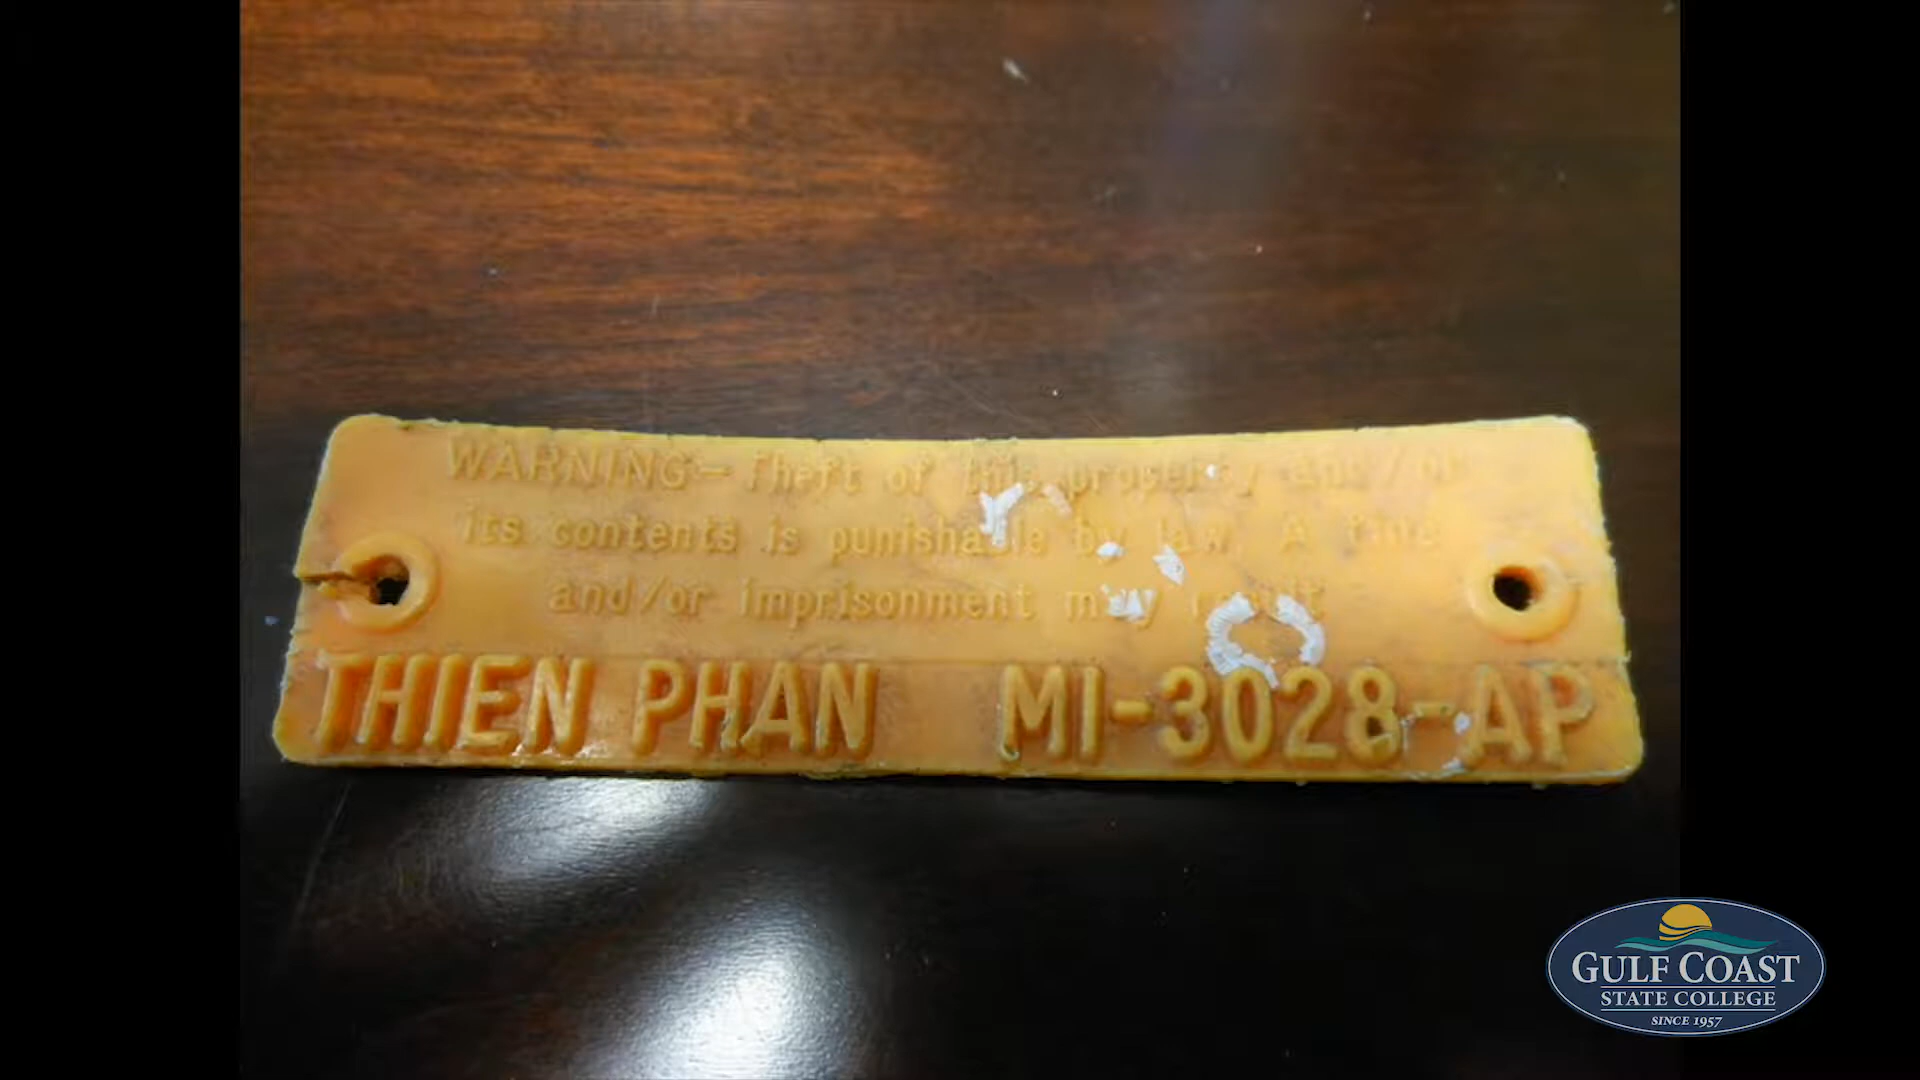 WARNING- Theft of this property and/or
its contents is punishable by law. A fine
and/or imprisonment may result
THIEN PHAN MI-3028-AP
GULF COAST
STATE COLLEGE
SINCE 1957